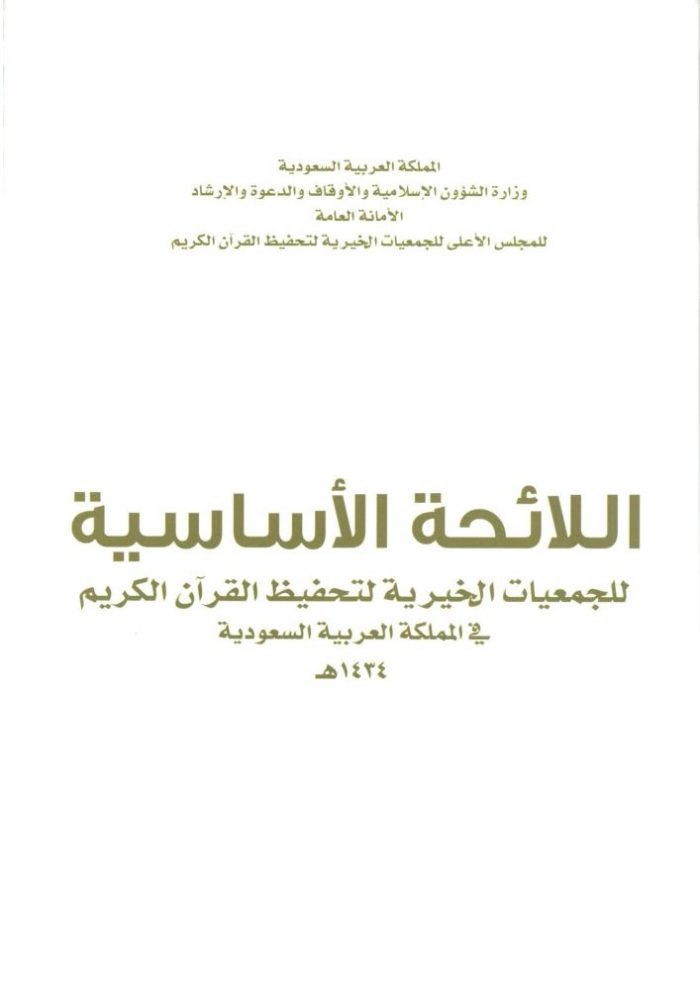 المملكة العربية السعودية
وزارة الشؤون الإسلامية والأوقاف والدعوة والإرشاد
الأمانة العامة
للمجلس الأعلى للجمعيات الخيرية لتحفيظ القرآن الكريم
اللائحة الأساسية
للجمعيات الخيرية لتحفيظ القرآن الكريم
في المملكة العربية السعودية
١٤٣٤هـ